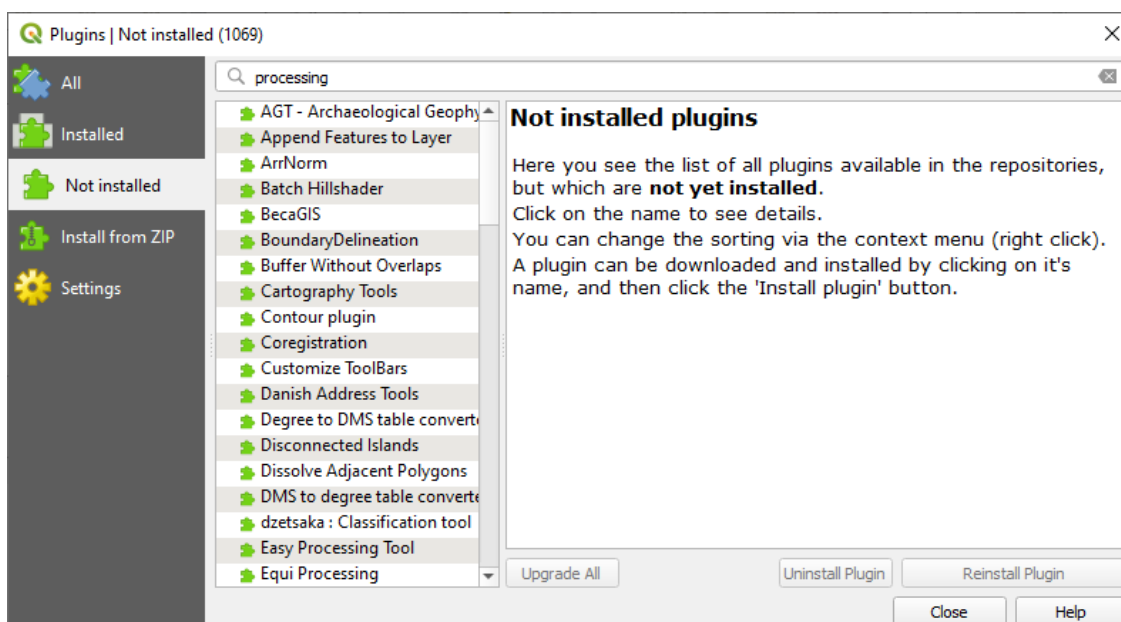 Plugins | Not installed (1069)
All
Installed
Not installed
Install from ZIP
Settings
processing
AGT - Archaeological Geophy
Append Features to Layer
ArrNorm
Batch Hillshader
BecaGIS
BoundaryDelineation
Buffer Without Overlaps
Cartography Tools
Contour plugin
Coregistration
Customize ToolBars
Danish Address Tools
Degree to DMS table converte
Disconnected Islands
Dissolve Adjacent Polygons
DMS to degree table converte
dzetsaka : Classification tool
Easy Processing Tool
Equi Processing
Not installed plugins
Here you see the list of all plugins available in the repositories,
but which are not yet installed.
Click on the name to see details.
You can change the sorting via the context menu (right click).
A plugin can be downloaded and installed by clicking on it's
name, and then click the 'Install plugin' button.
Upgrade All
Uninstall Plugin
Reinstall Plugin
Close
Help